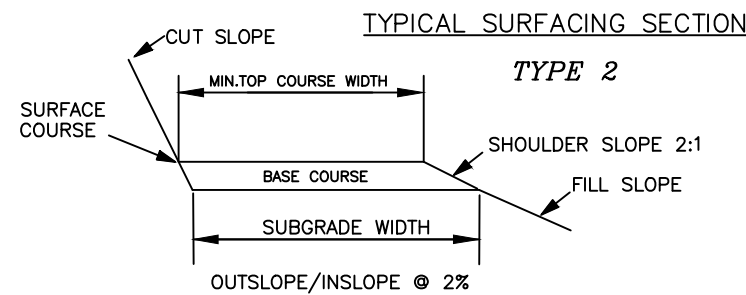 TYPICAL SURFACING SECTION
TYPE 2
CUT SLOPE
MIN.TOP COURSE WIDTH
SURFACE
COURSE
SHOULDER SLOPE 2:1
BASE COURSE
FILL SLOPE
SUBGRADE WIDTH
OUTSLOPE/INSLOPE @ 2%